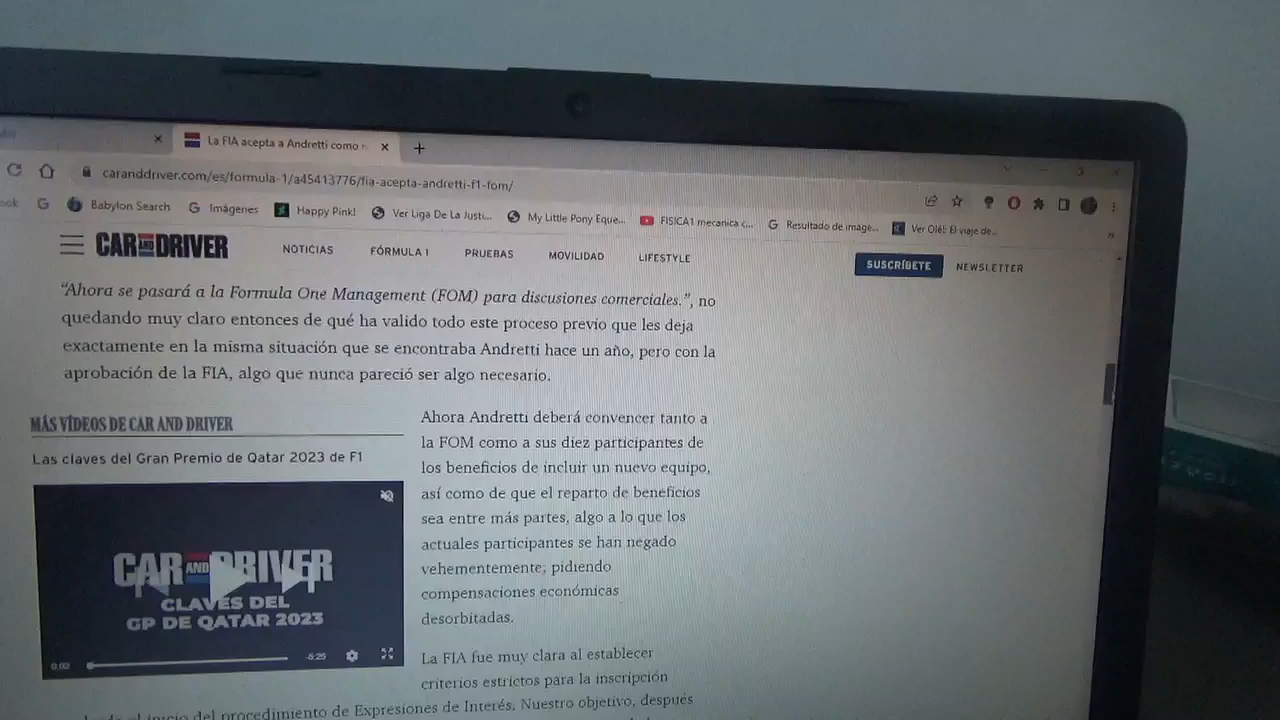 La FIA acepta a Andretti como
caranddriver.com/es/formula-1/a45413776/fia-acepta-andretti-f1-fom/
ook
Babylon Search
Imágenes
Happy Pink!
Ver Liga De La Justi...
My Little Pony Eque...
FISICA1 mecanica c...
Resultado de image...
Ver Olé! El viaje de...
»
CAR AND DRIVER
NOTICIAS
FÓRMULA 1
PRUEBAS
MOVILIDAD
LIFESTYLE
SUSCRÍBETE
NEWSLETTER
“Ahora se pasará a la Formula One Management (FOM) para discusiones comerciales.”, no
quedando muy claro entonces de qué ha valido todo este proceso previo que les deja
exactamente en la misma situación que se encontraba Andretti hace un año, pero con la
aprobación de la FIA, algo que nunca pareció ser algo necesario.
MÁS VÍDEOS DE CAR AND DRIVER
Las claves del Gran Premio de Qatar 2023 de F1
CAR AND DRIVER
CLAVES DEL
GP DE QATAR 2023
0:02
-5:25
Ahora Andretti deberá convencer tanto a
la FOM como a sus diez participantes de
los beneficios de incluir un nuevo equipo,
así como de que el reparto de beneficios
sea entre más partes, algo a lo que los
actuales participantes se han negado
vehementemente, pidiendo
compensaciones económicas
desorbitadas.
La FIA fue muy clara al establecer
criterios estrictos para la inscripción
el inicio del procedimiento de Expresiones de Interés. Nuestro objetivo, después